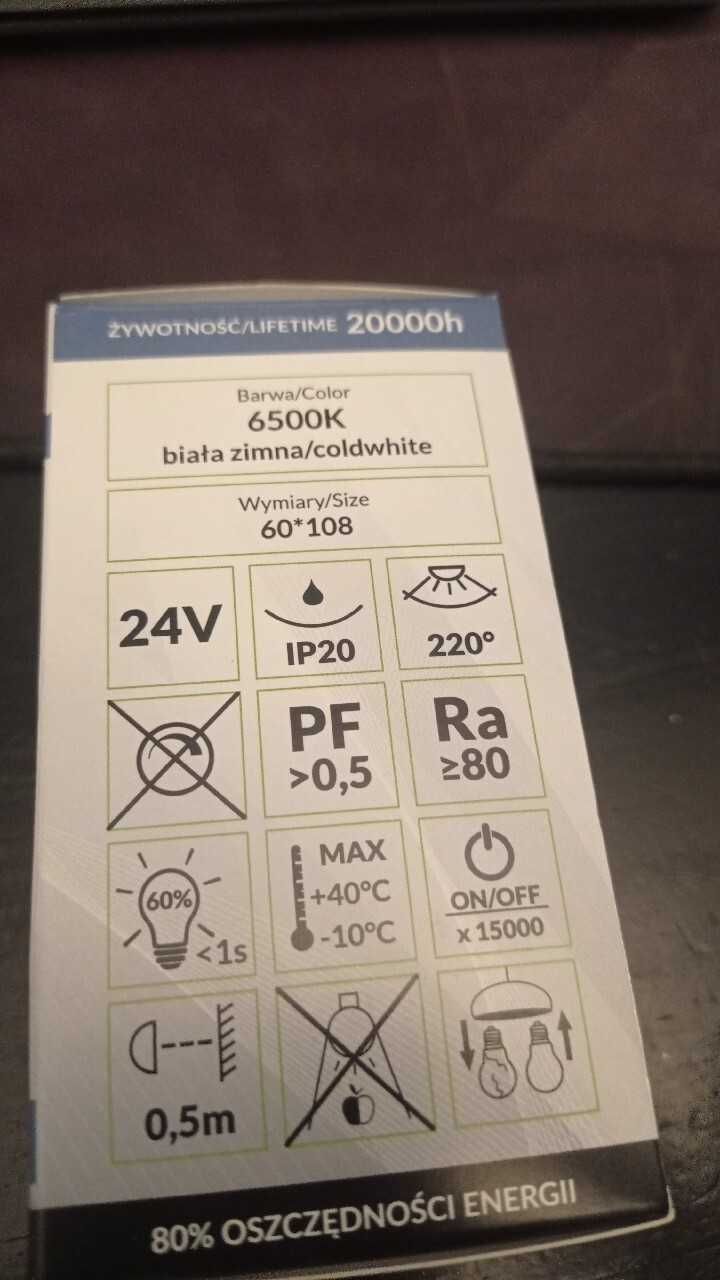 ŻYWOTNOŚĆ/LIFETIME 20000h
Barwa/Color
6500K
biała zimna/coldwhite
Wymiary/Size
60*108
24V
IP20
220°
PF
>0,5
Ra
≥80
60%
<1s
MAX
+40°C
-10°C
ON/OFF
x 15000
0,5m
80% OSZCZĘDNOŚCI ENERGII